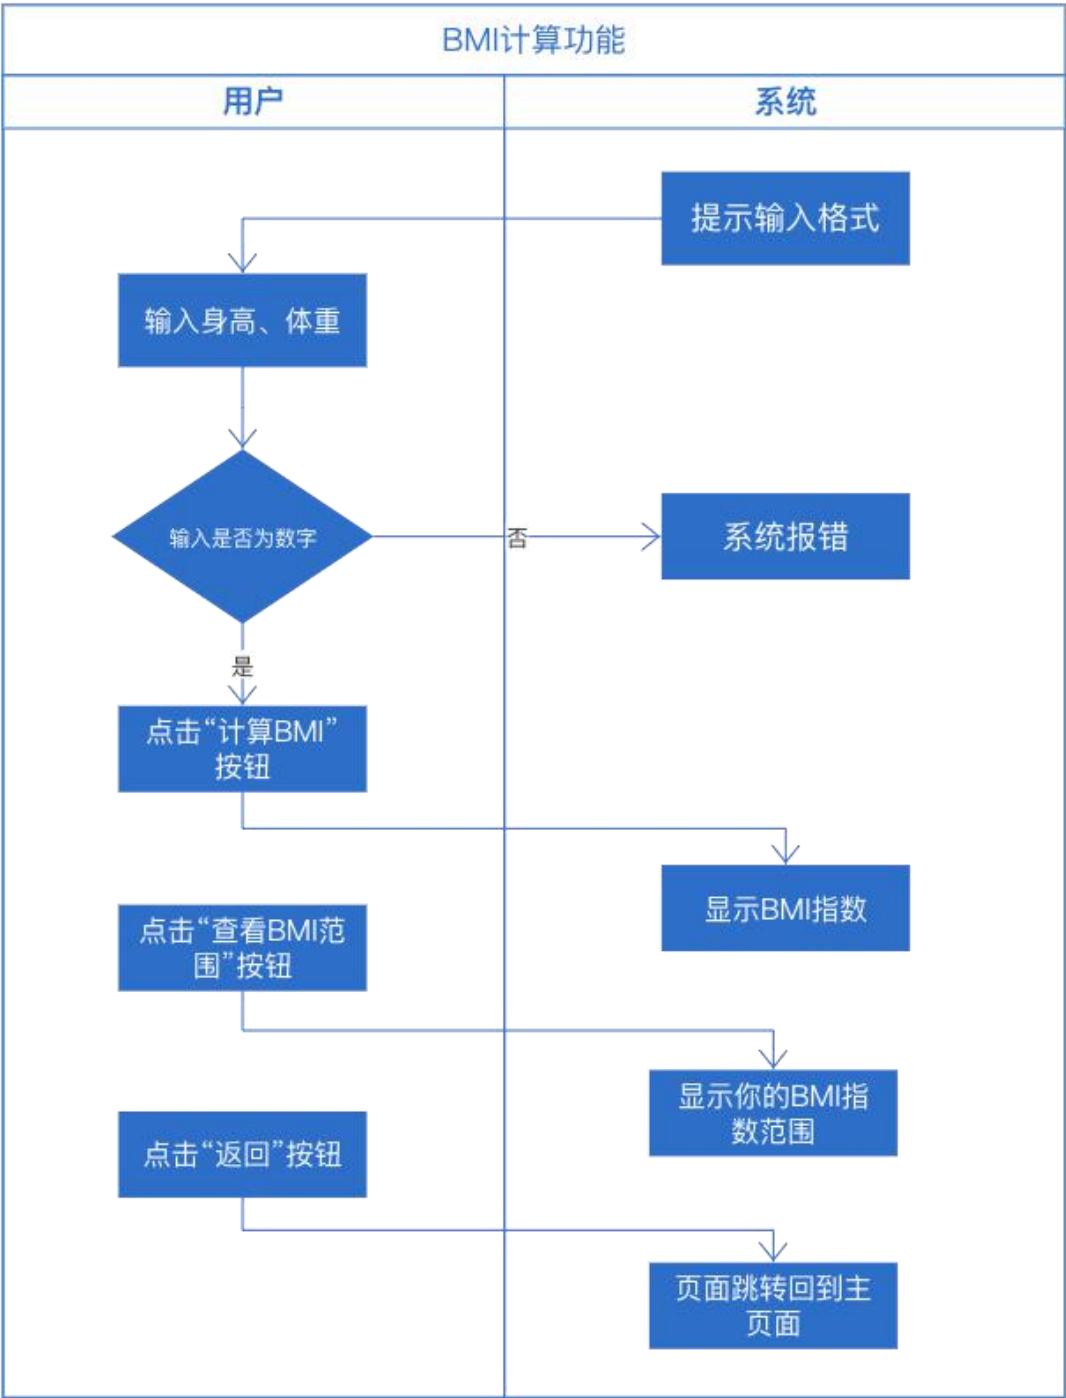 BMI计算功能
用户
系统
提示输入格式
输入身高、体重
输入是否为数字
否
系统报错
是
点击“计算BMI”
按钮
显示BMI指数
点击“查看BMI范
围”按钮
显示你的BMI指
数范围
点击“返回”按钮
页面跳转回到主
页面